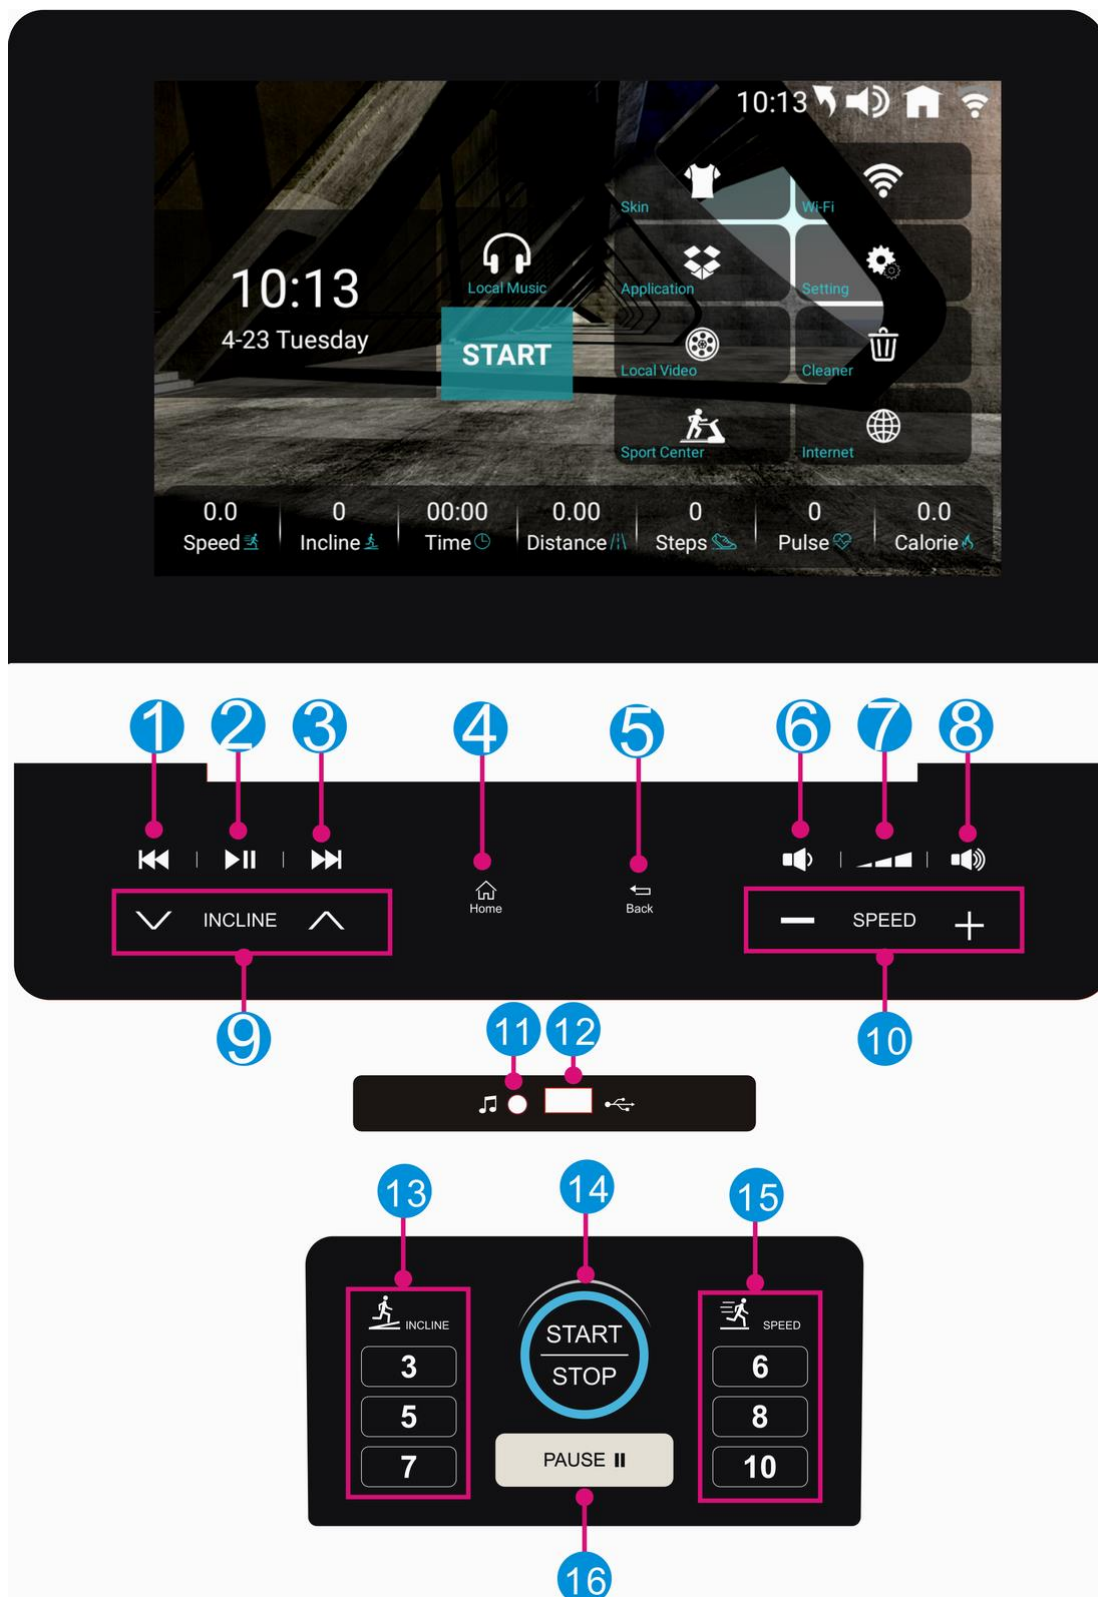 10:13
Skin
Wi-Fi
10:13
4-23 Tuesday
Local Music
START
Application
Setting
Local Video
Cleaner
Sport Center
Internet
0.0 0 00:00 0.00 0 0 0.0
Speed Incline Time Distance Steps Pulse Calorie
1 2 3 4 5 6 7 8
Home
Back
INCLINE
SPEED
9
10
11 12
13 14 15
INCLINE
3
5
7
START
STOP
PAUSE
SPEED
6
8
10
16